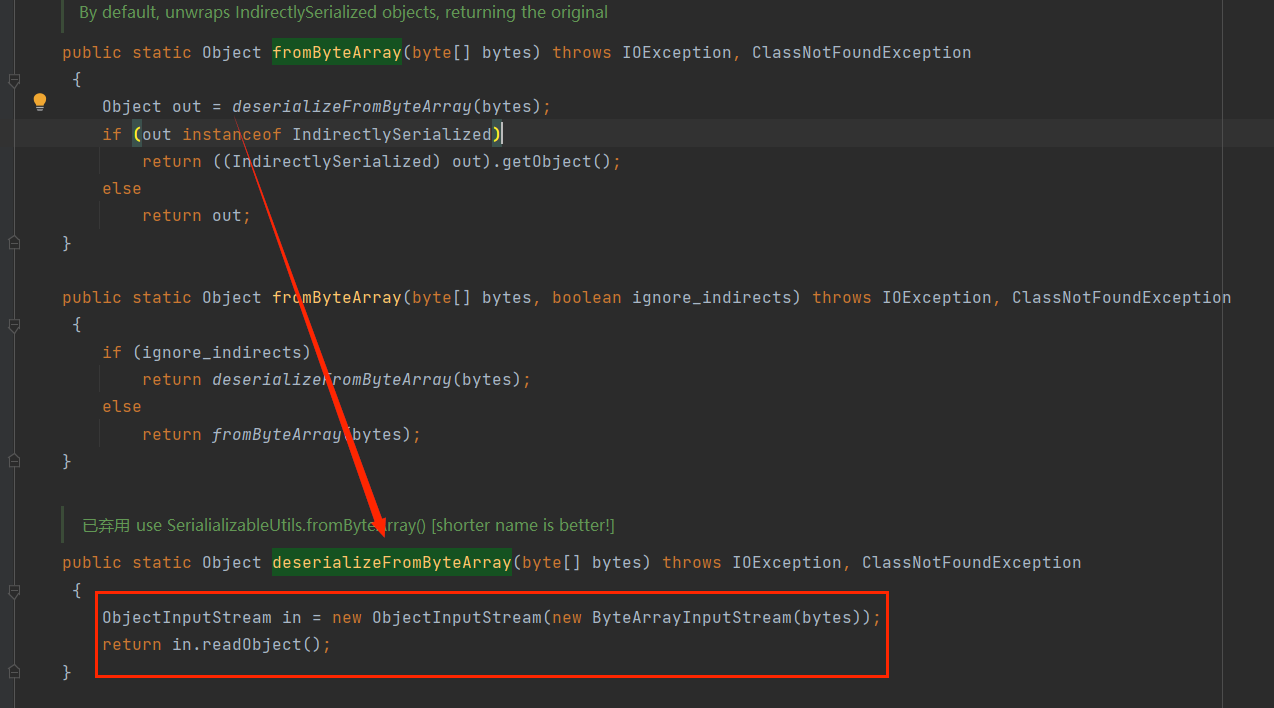 By default, unwraps IndirectlySerialized objects, returning the original
public static Object fromByteArray(byte[] bytes) throws IOException, ClassNotFoundException
{
Object out = deserializeFromByteArray(bytes);
if (out instanceof IndirectlySerialized)
return ((IndirectlySerialized) out).getObject();
else
return out;
}
public static Object fromByteArray(byte[] bytes, boolean ignore_indirects) throws IOException, ClassNotFoundException
{
if (ignore_indirects)
return deserializeFromByteArray(bytes);
else
return fromByteArray(bytes);
}
已弃用 use SerialializableUtils.fromByteArray() [shorter name is better!]
public static Object deserializeFromByteArray(byte[] bytes) throws IOException, ClassNotFoundException
{
ObjectInputStream in = new ObjectInputStream(new ByteArrayInputStream(bytes));
return in.readObject();
}